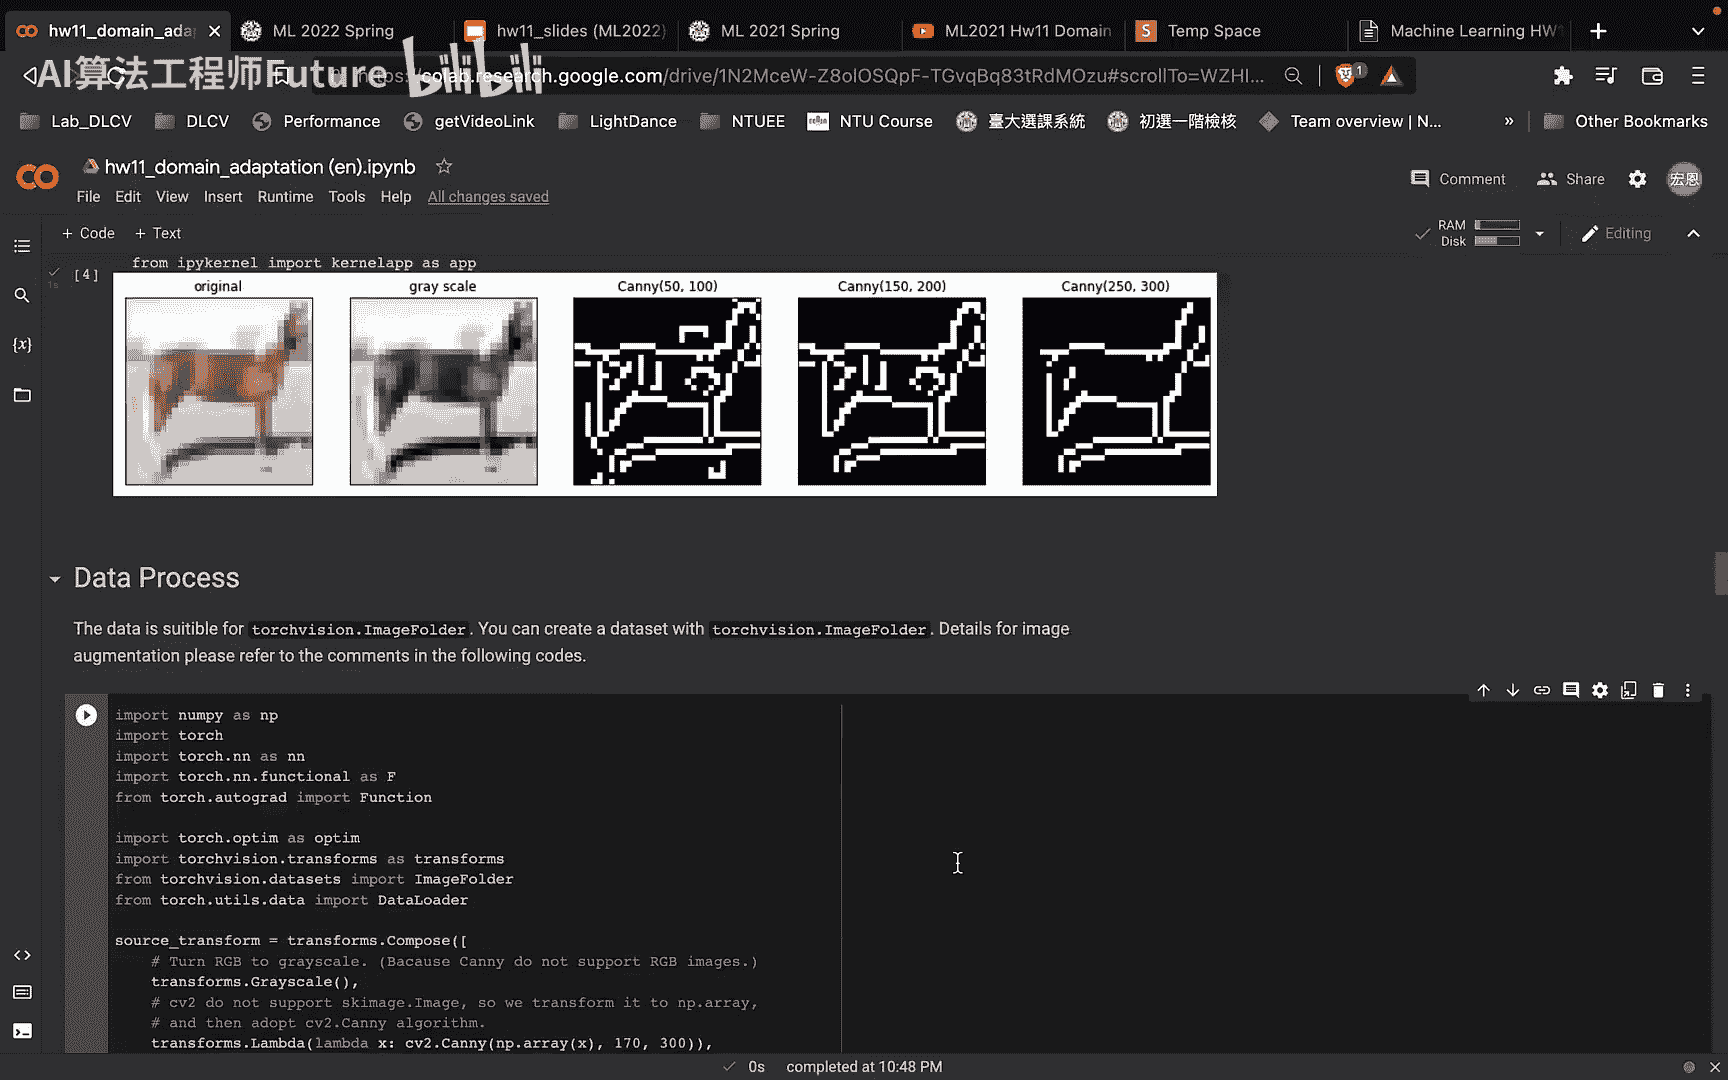 hw11_domain_ada
ML 2022 Spring
hw11_slides (ML2022)
ML 2021 Spring
ML2021 Hw11 Domain
Temp Space
Machine Learning HW
AI算法工程师Future bilibili
colab.research.google.com/drive/1N2MceW-Z8olOSQpF-TGvqBq83tRdMOzu#scrollTo=WZHI...
1
Lab_DLCV
DLCV
Performance
getVideoLink
LightDance
NTUEE
NTU Course
臺大選課系統
初選一階檢核
Team overview | N...
»
Other Bookmarks
hw11_domain_adaptation (en).ipynb
Comment
Share
宏恩
File Edit View Insert Runtime Tools Help All changes saved
+ Code + Text
RAM
Disk
Editing
from ipykernel import kernelapp as app
[4]
1s
original
gray scale
Canny(50, 100)
Canny(150, 200)
Canny(250, 300)
{x}
Data Process
The data is suitible for torchvision.ImageFolder. You can create a dataset with torchvision.ImageFolder. Details for image
augmentation please refer to the comments in the following codes.
import numpy as np
import torch
import torch.nn as nn
import torch.nn.functional as F
from torch.autograd import Function
import torch.optim as optim
import torchvision.transforms as transforms
from torchvision.datasets import ImageFolder
from torch.utils.data import DataLoader
source_transform = transforms.Compose([
# Turn RGB to grayscale. (Bacause Canny do not support RGB images.)
transforms.Grayscale(),
# cv2 do not support skimage.Image, so we transform it to np.array,
# and then adopt cv2.Canny algorithm.
transforms.Lambda(lambda x: cv2.Canny(np.array(x), 170, 300)),
0s completed at 10:48 PM